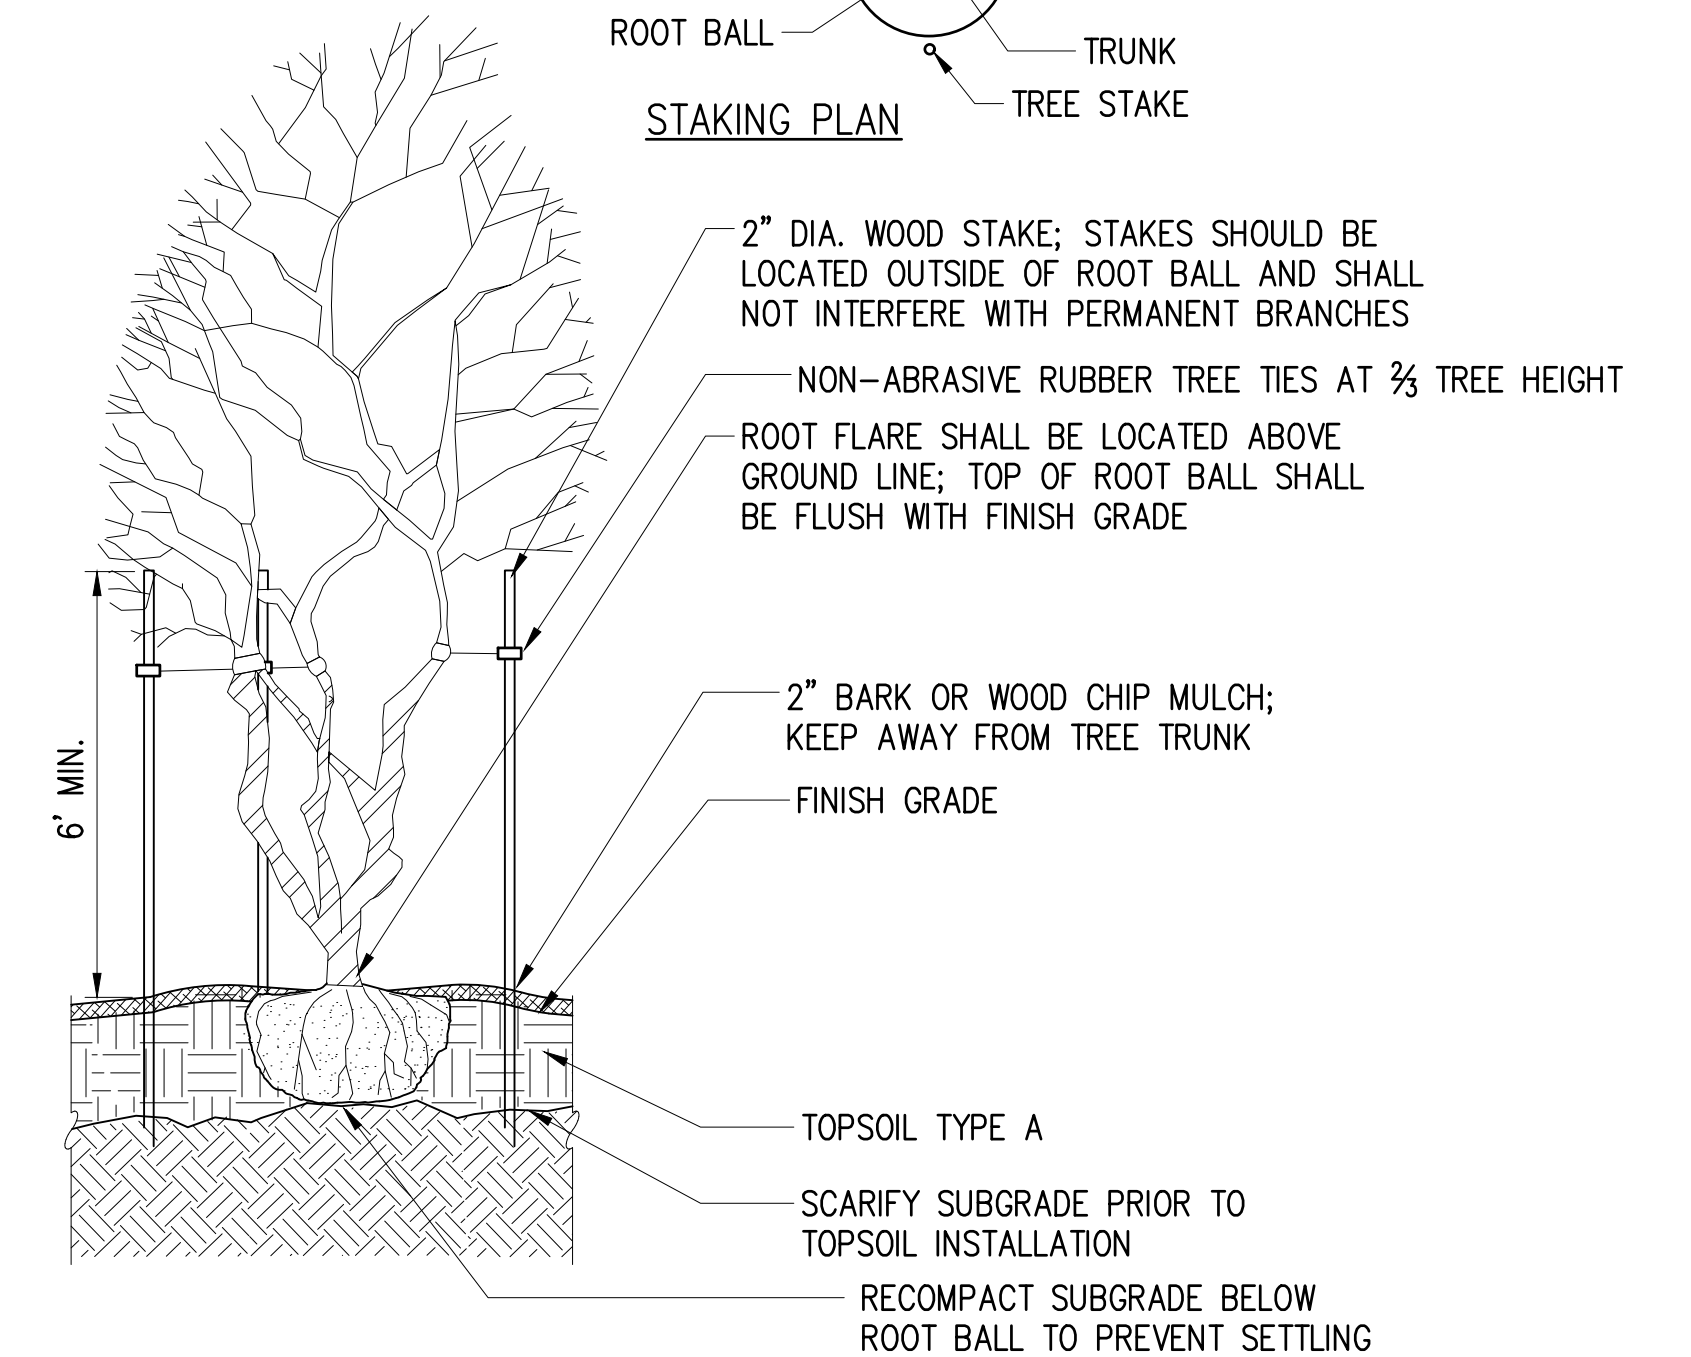 ROOT BALL
TRUNK
TREE STAKE
STAKING PLAN
2" DIA. WOOD STAKE; STAKES SHOULD BE
LOCATED OUTSIDE OF ROOT BALL AND SHALL
NOT INTERFERE WITH PERMANENT BRANCHES
NON-ABRASIVE RUBBER TREE TIES AT ⅔ TREE HEIGHT
ROOT FLARE SHALL BE LOCATED ABOVE
GROUND LINE; TOP OF ROOT BALL SHALL
BE FLUSH WITH FINISH GRADE
6' MIN.
2" BARK OR WOOD CHIP MULCH;
KEEP AWAY FROM TREE TRUNK
FINISH GRADE
TOPSOIL TYPE A
SCARIFY SUBGRADE PRIOR TO
TOPSOIL INSTALLATION
RECOMPACT SUBGRADE BELOW
ROOT BALL TO PREVENT SETTLING